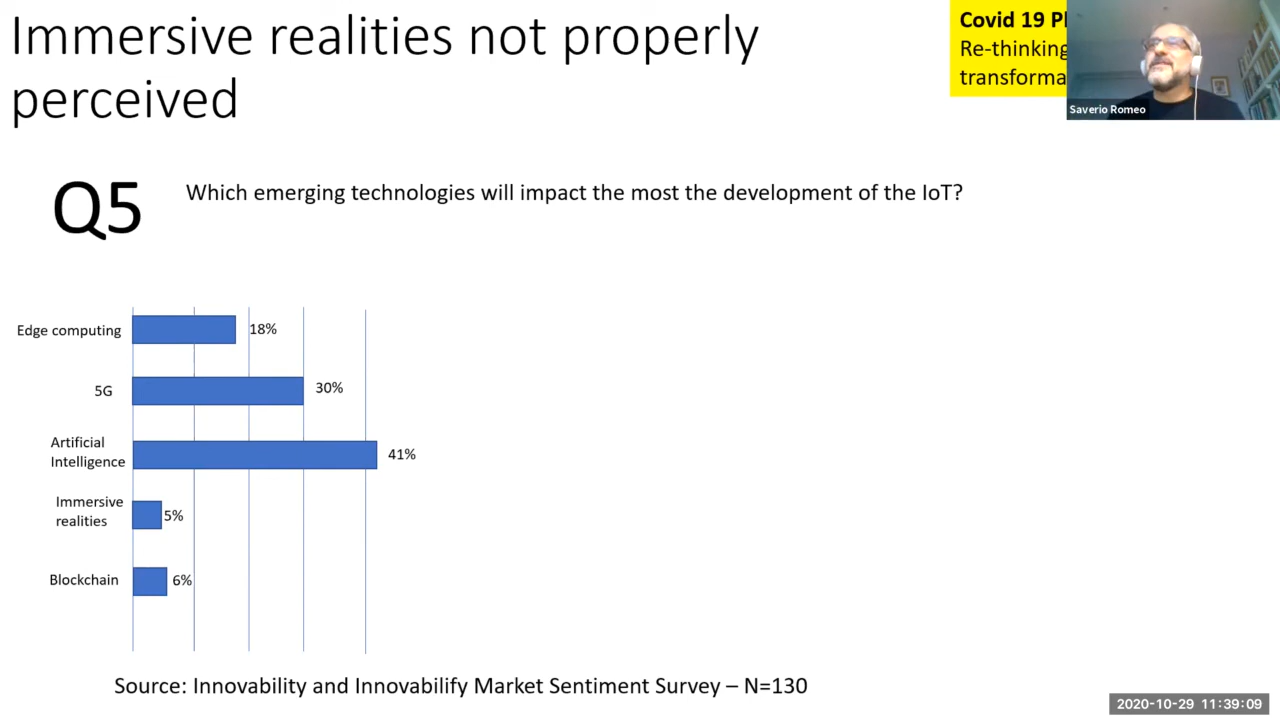 Immersive realities not properly
perceived
Covid 19
Re-thinking
Saverio Romeo
Q5
Which emerging technologies will impact the most the development of the IoT?
Edge computing
18%
5G
30%
Artificial
Intelligence
41%
Immersive
realities
5%
Blockchain
6%
Source: Innovability and Innovabilify Market Sentiment Survey – N=130
2020-10-29 11:39:09